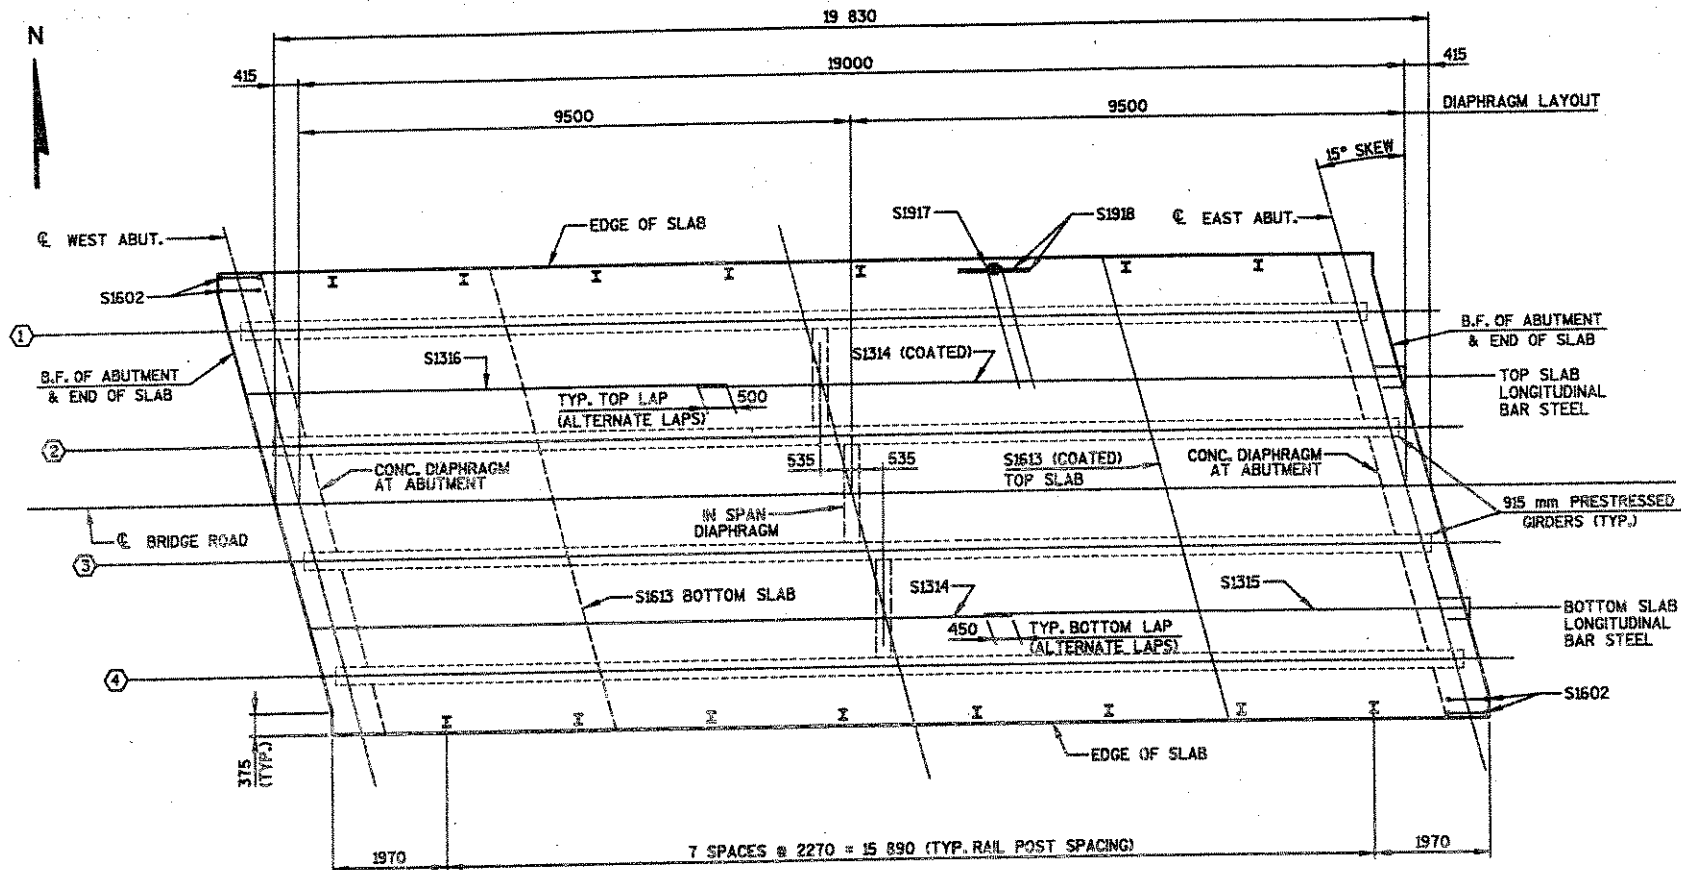 19 830
N
415
19000
415
9500
9500
DIAPHRAGM LAYOUT
15° SKEW
S1917
S1918
℄ WEST ABUT.
EDGE OF SLAB
℄ EAST ABUT.
S1602
1
B.F. OF ABUTMENT
& END OF SLAB
S1316
S1314 (COATED)
B.F. OF ABUTMENT
& END OF SLAB
TYP. TOP LAP
(ALTERNATE LAPS)
500
TOP SLAB
LONGITUDINAL
BAR STEEL
2
CONC. DIAPHRAGM
AT ABUTMENT
535
535
S1613 (COATED)
TOP SLAB
CONC. DIAPHRAGM
AT ABUTMENT
IN SPAN
DIAPHRAGM
915 mm PRESTRESSED
GIRDERS (TYP.)
℄ BRIDGE ROAD
3
S1613 BOTTOM SLAB
S1314
S1315
450
TYP. BOTTOM LAP
(ALTERNATE LAPS)
BOTTOM SLAB
LONGITUDINAL
BAR STEEL
4
S1602
375
(TYP.)
EDGE OF SLAB
1970
7 SPACES @ 2270 = 15 890 (TYP. RAIL POST SPACING)
1970